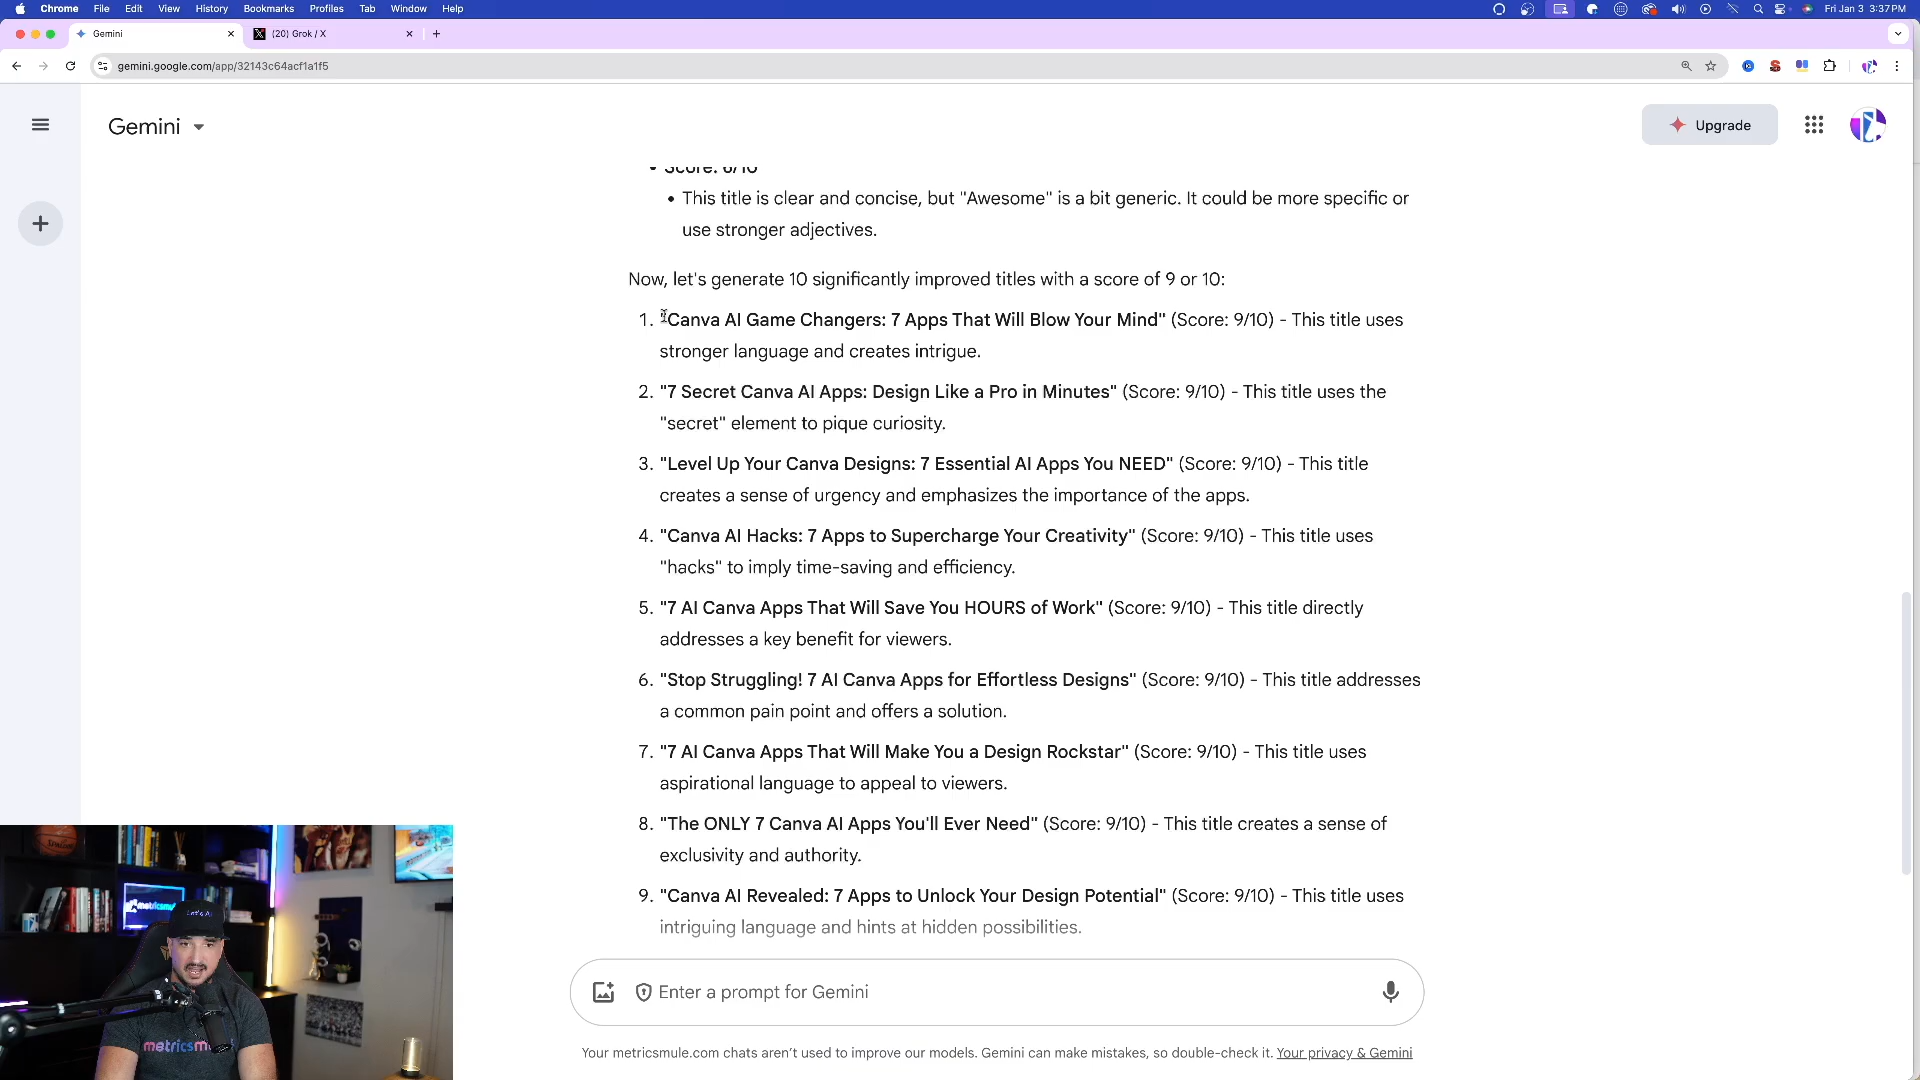 Chrome File Edit View History Bookmarks Profiles Tab Window Help
Fri Jan 3 3:37 PM
Gemini
(20) Grok / X
gemini.google.com/app/32143c64acf1a1f5
Gemini
Upgrade
• Score: 6/10
• This title is clear and concise, but "Awesome" is a bit generic. It could be more specific or
use stronger adjectives.
Now, let's generate 10 significantly improved titles with a score of 9 or 10:
1. "Canva AI Game Changers: 7 Apps That Will Blow Your Mind" (Score: 9/10) - This title uses
stronger language and creates intrigue.
2. "7 Secret Canva AI Apps: Design Like a Pro in Minutes" (Score: 9/10) - This title uses the
"secret" element to pique curiosity.
3. "Level Up Your Canva Designs: 7 Essential AI Apps You NEED" (Score: 9/10) - This title
creates a sense of urgency and emphasizes the importance of the apps.
4. "Canva AI Hacks: 7 Apps to Supercharge Your Creativity" (Score: 9/10) - This title uses
"hacks" to imply time-saving and efficiency.
5. "7 AI Canva Apps That Will Save You HOURS of Work" (Score: 9/10) - This title directly
addresses a key benefit for viewers.
6. "Stop Struggling! 7 AI Canva Apps for Effortless Designs" (Score: 9/10) - This title addresses
a common pain point and offers a solution.
7. "7 AI Canva Apps That Will Make You a Design Rockstar" (Score: 9/10) - This title uses
aspirational language to appeal to viewers.
8. "The ONLY 7 Canva AI Apps You'll Ever Need" (Score: 9/10) - This title creates a sense of
exclusivity and authority.
9. "Canva AI Revealed: 7 Apps to Unlock Your Design Potential" (Score: 9/10) - This title uses
intriguing language and hints at hidden possibilities.
Enter a prompt for Gemini
Your metricsmule.com chats aren't used to improve our models. Gemini can make mistakes, so double-check it. Your privacy & Gemini
metricsmule
Let's AI